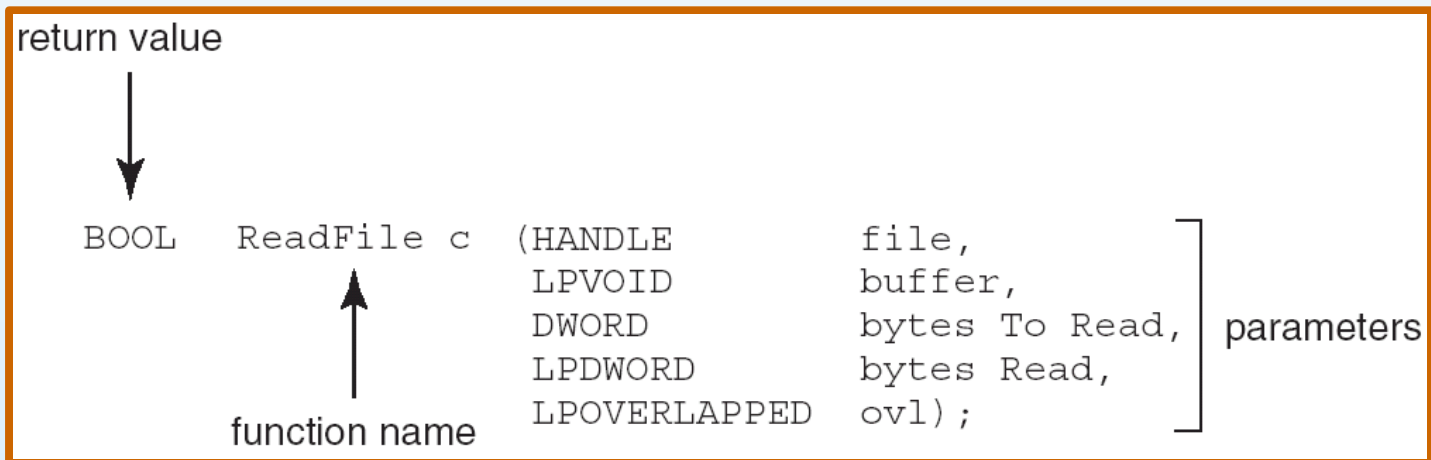 return value
BOOL ReadFile c (HANDLE file,
LPVOID buffer,
DWORD bytes To Read,
LPDWORD bytes Read,
LPOVERLAPPED ovl);
parameters
function name